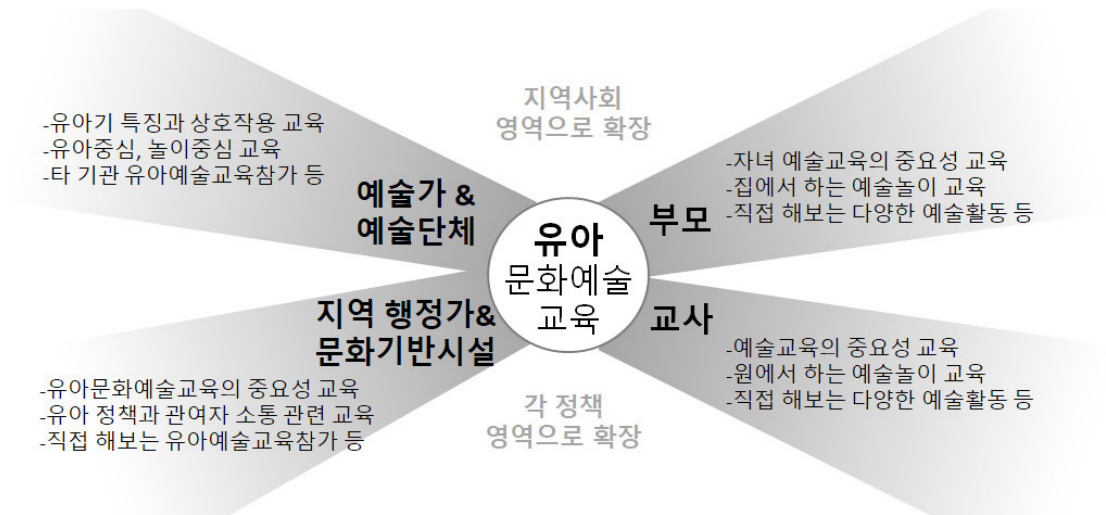 지역사회
영역으로 확장
-유아기 특징과 상호작용 교육
-유아중심, 놀이중심 교육
-타 기관 유아예술교육참가 등
예술가 &
예술단체
-자녀 예술교육의 중요성 교육
-집에서 하는 예술놀이 교육
-직접 해보는 다양한 예술활동 등
부모
유아
문화예술
교육
지역 행정가&
문화기반시설
-유아문화예술교육의 중요성 교육
-유아 정책과 관여자 소통 관련 교육
-직접 해보는 유아예술교육참가 등
교사
-예술교육의 중요성 교육
-원에서 하는 예술놀이 교육
-직접 해보는 다양한 예술활동 등
각 정책
영역으로 확장